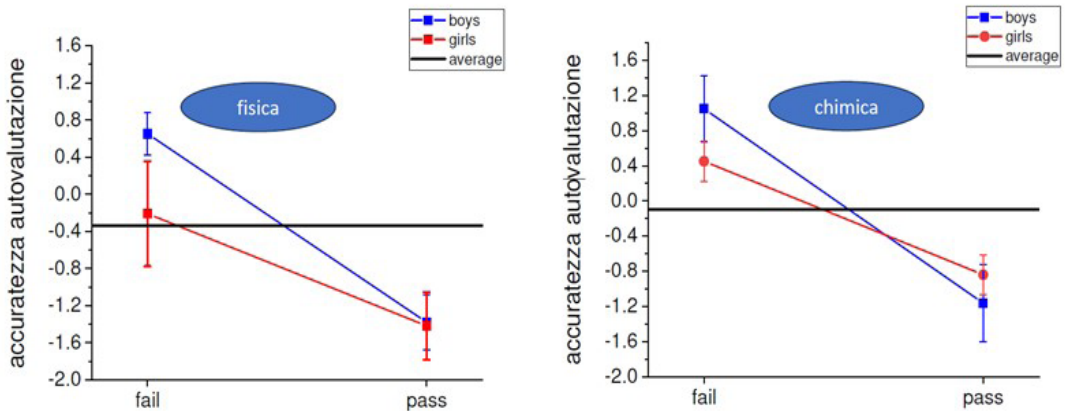 boys
girls
average
fisica
accuratezza autovalutazione
1.6
1.2
0.8
0.4
0.0
-0.4
-0.8
-1.2
-1.6
-2.0
fail
pass
boys
girls
average
chimica
accuratezza autovalutazione
1.6
1.2
0.8
0.4
0.0
-0.4
-0.8
-1.2
-1.6
-2.0
fail
pass